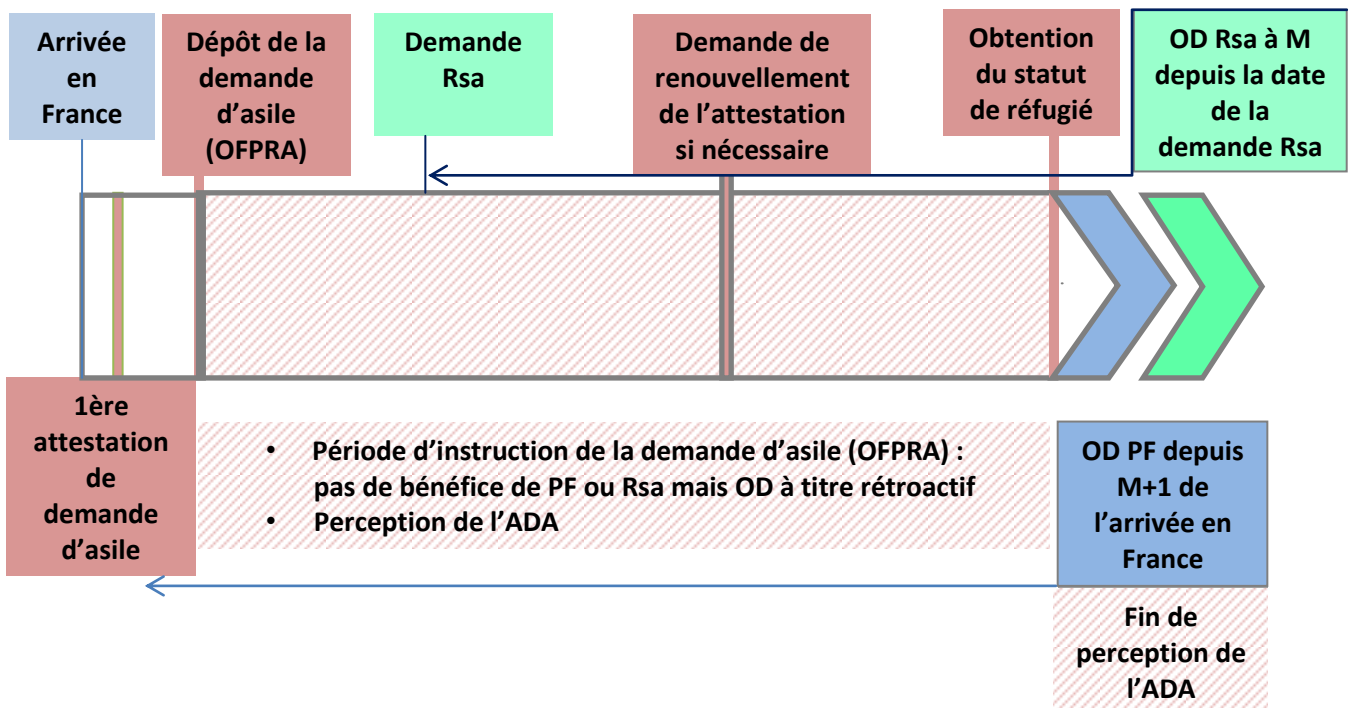 Arrivée
en
France
Dépôt de la
demande
d’asile
(OFPRA)
Demande
Rsa
Demande de
renouvellement
de l’attestation
si nécessaire
Obtention
du statut
de réfugié
OD Rsa à M
depuis la date
de la
demande Rsa
1ère
attestation
de
demande
d’asile
• Période d’instruction de la demande d’asile (OFPRA) :
pas de bénéfice de PF ou Rsa mais OD à titre rétroactif
• Perception de l’ADA
OD PF depuis
M+1 de
l’arrivée en
France
Fin de
perception de
l’ADA